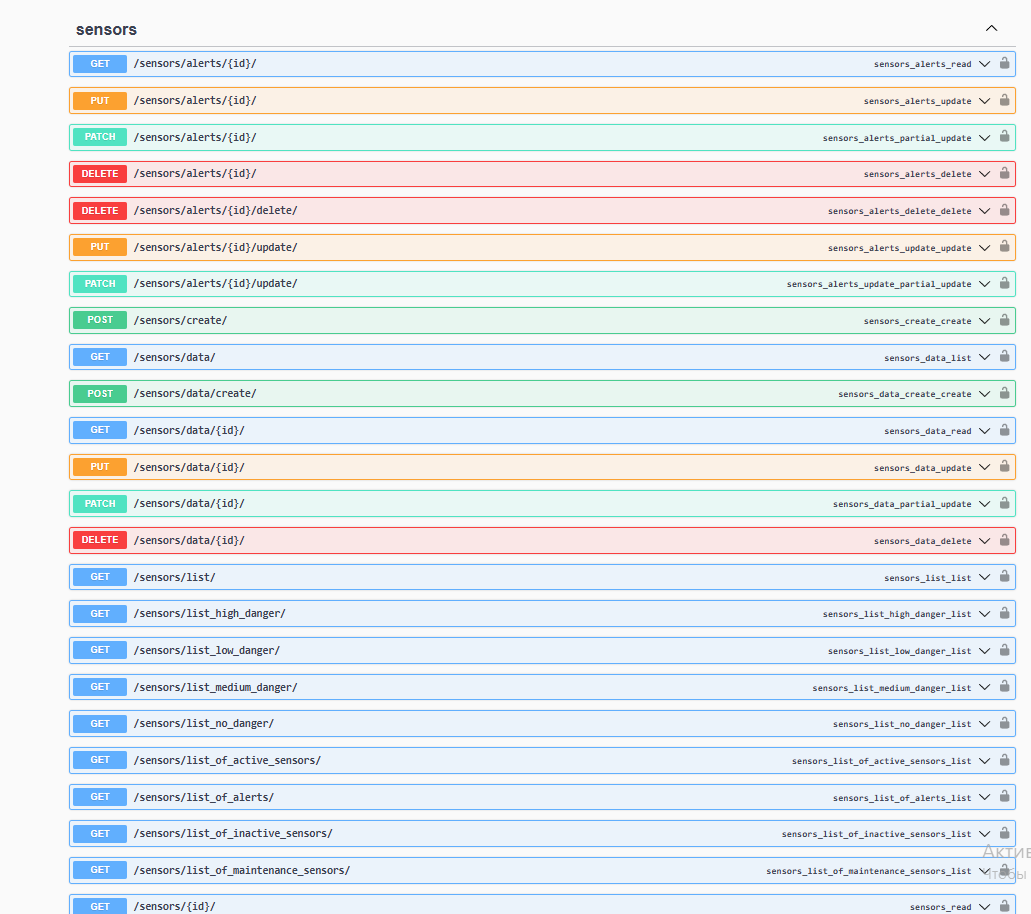 sensors
GET /sensors/alerts/{id}/ sensors_alerts_read
PUT /sensors/alerts/{id}/ sensors_alerts_update
PATCH /sensors/alerts/{id}/ sensors_alerts_partial_update
DELETE /sensors/alerts/{id}/ sensors_alerts_delete
DELETE /sensors/alerts/{id}/delete/ sensors_alerts_delete_delete
PUT /sensors/alerts/{id}/update/ sensors_alerts_update_update
PATCH /sensors/alerts/{id}/update/ sensors_alerts_update_partial_update
POST /sensors/create/ sensors_create_create
GET /sensors/data/ sensors_data_list
POST /sensors/data/create/ sensors_data_create_create
GET /sensors/data/{id}/ sensors_data_read
PUT /sensors/data/{id}/ sensors_data_update
PATCH /sensors/data/{id}/ sensors_data_partial_update
DELETE /sensors/data/{id}/ sensors_data_delete
GET /sensors/list/ sensors_list_list
GET /sensors/list_high_danger/ sensors_list_high_danger_list
GET /sensors/list_low_danger/ sensors_list_low_danger_list
GET /sensors/list_medium_danger/ sensors_list_medium_danger_list
GET /sensors/list_no_danger/ sensors_list_no_danger_list
GET /sensors/list_of_active_sensors/ sensors_list_of_active_sensors_list
GET /sensors/list_of_alerts/ sensors_list_of_alerts_list
GET /sensors/list_of_inactive_sensors/ sensors_list_of_inactive_sensors_list
Актив
GET /sensors/list_of_maintenance_sensors/ sensors_list_of_maintenance_sensors_list
Чтобы
GET /sensors/{id}/ sensors_read